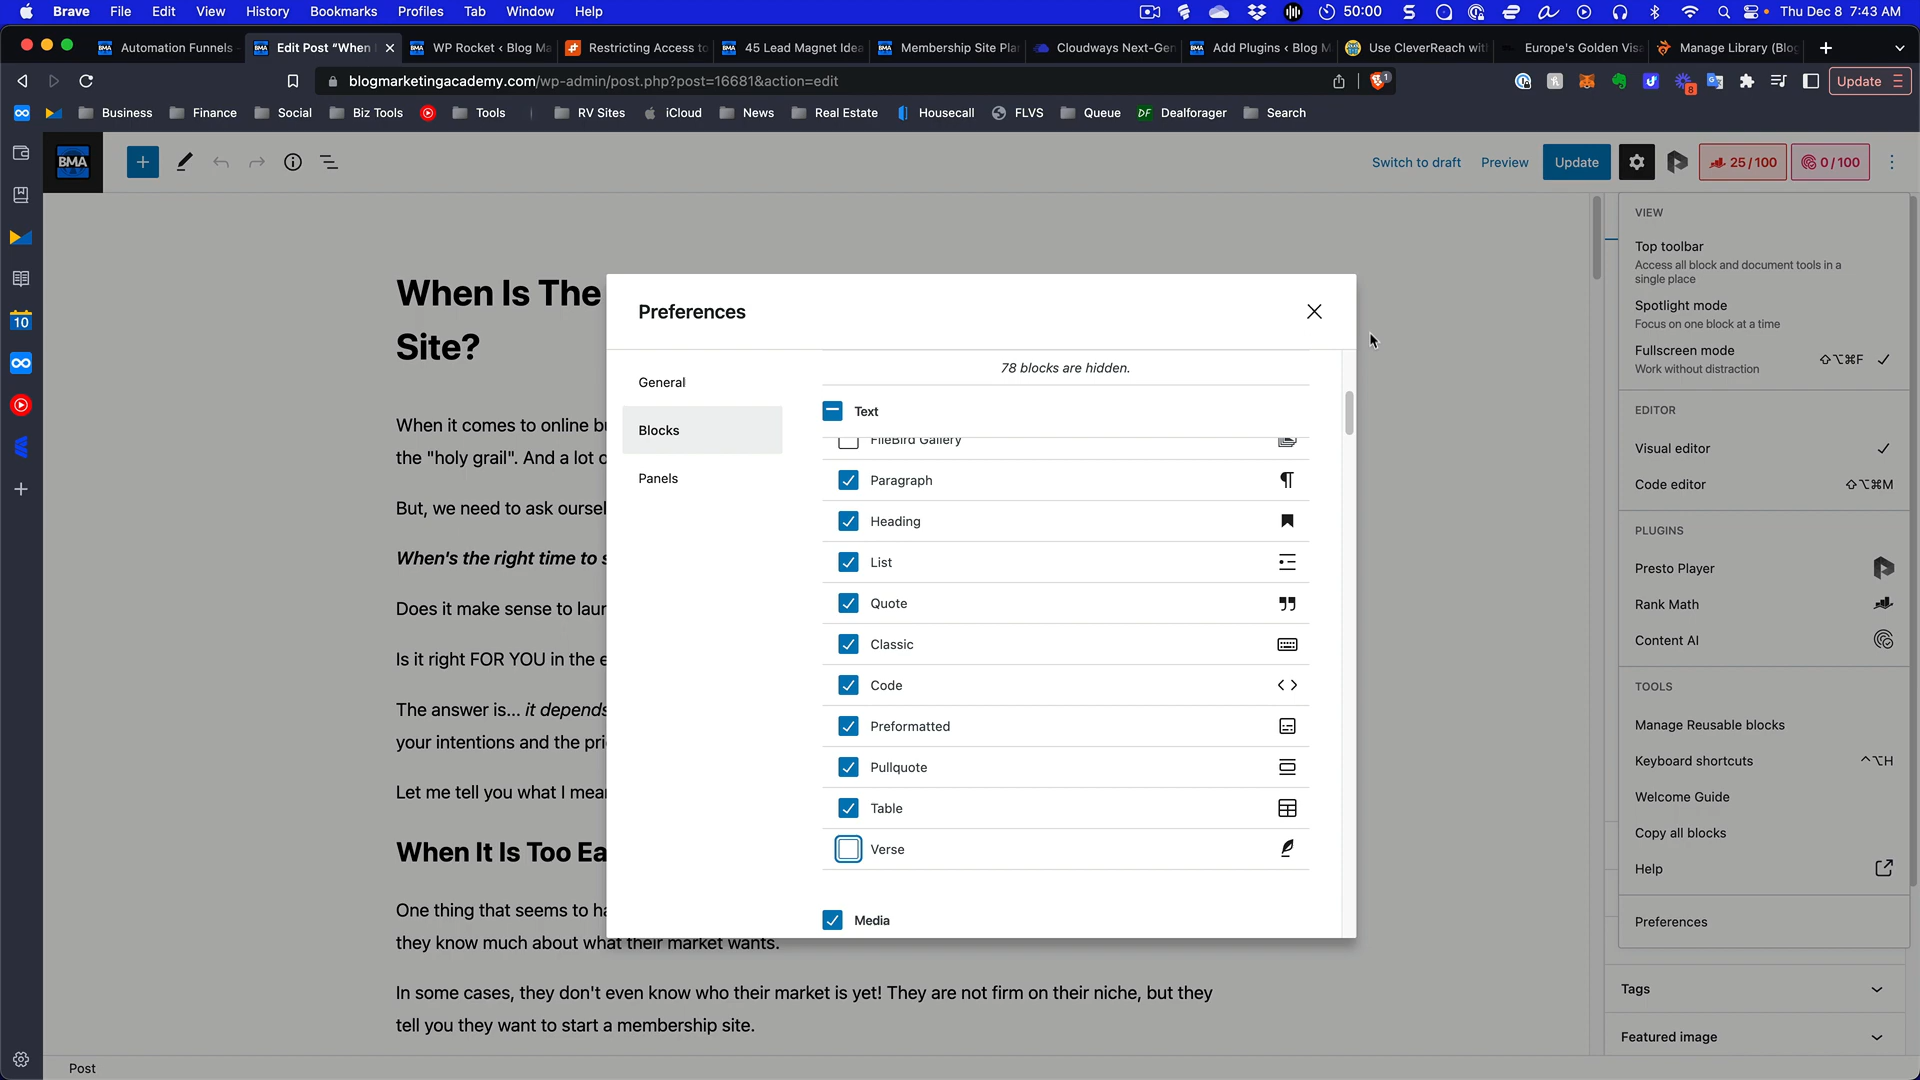 Brave File Edit View History Bookmarks Profiles Tab Window Help 50:00 Thu Dec 8 7:43 AM
Automation Funnels Edit Post "When WP Rocket ‹ Blog Ma Restricting Access to 45 Lead Magnet Idea Membership Site Plan Cloudways Next-Gen Add Plugins ‹ Blog M Use CleverReach with Europe's Golden Visa Manage Library (Blog
blogmarketingacademy.com/wp-admin/post.php?post=16681&action=edit 1 8 Update
Business Finance Social Biz Tools Tools RV Sites iCloud News Real Estate Housecall FLVS Queue DF Dealforager Search
BMA Switch to draft Preview Update 25 / 100 0 / 100
10
When Is The
Site?
When it comes to online bu
the "holy grail". And a lot o
But, we need to ask oursel
When's the right time to s
Does it make sense to laun
Is it right FOR YOU in the e
The answer is... it depends
your intentions and the pri
Let me tell you what I mean
When It Is Too Ea
One thing that seems to ha
they know much about what their market wants.
In some cases, they don't even know who their market is yet! They are not firm on their niche, but they
tell you they want to start a membership site.
Post
Preferences
General
Blocks
Panels
78 blocks are hidden.
Text
FileBird Gallery
Paragraph
Heading
List
Quote
Classic
Code
Preformatted
Pullquote
Table
Verse
Media
VIEW
Top toolbar
Access all block and document tools in a
single place
Spotlight mode
Focus on one block at a time
Fullscreen mode ⇧⌥⌘F
Work without distraction
EDITOR
Visual editor
Code editor ⇧⌥⌘M
PLUGINS
Presto Player
Rank Math
Content AI
TOOLS
Manage Reusable blocks
Keyboard shortcuts ^⌥H
Welcome Guide
Copy all blocks
Help
Preferences
Tags
Featured image